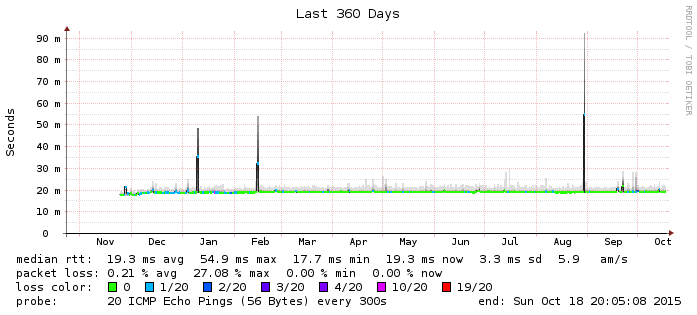 Last 360 Days
RRDTOOL / TOBI OETIKER
Seconds
90 m
80 m
70 m
60 m
50 m
40 m
30 m
20 m
10 m
0
Nov Dec Jan Feb Mar Apr May Jun Jul Aug Sep Oct
median rtt: 19.3 ms avg 54.9 ms max 17.7 ms min 19.3 ms now 3.3 ms sd 5.9 am/s
packet loss: 0.21 % avg 27.08 % max 0.00 % min 0.00 % now
loss color: 0 1/20 2/20 3/20 4/20 10/20 19/20
probe: 20 ICMP Echo Pings (56 Bytes) every 300s end: Sun Oct 18 20:05:08 2015